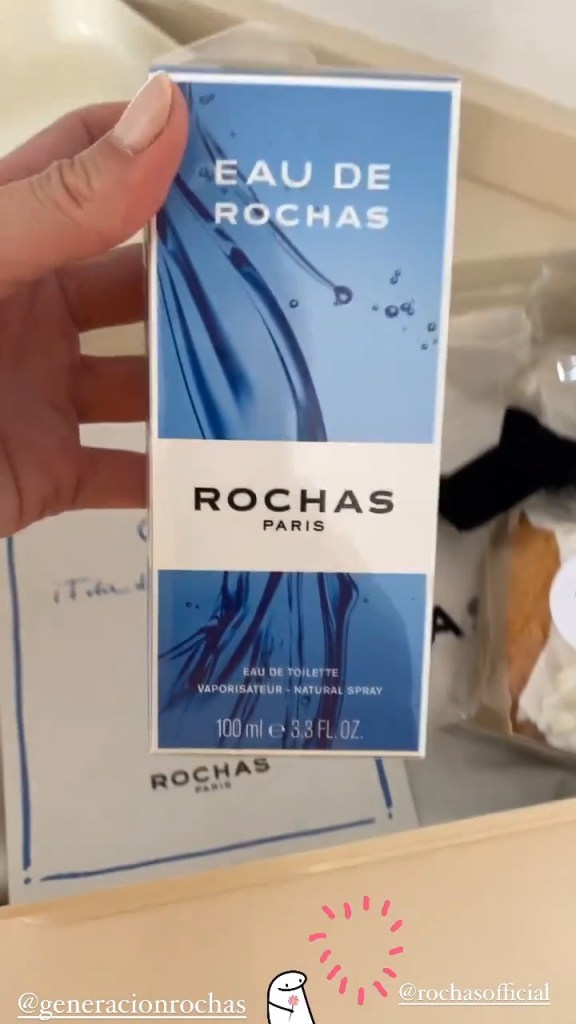 EAU DE
ROCHAS
ROCHAS
PARIS
EAU DE TOILETTE
VAPORISATEUR - NATURAL SPRAY
100 ml ℮ 3.3 FL. OZ.
ROCHAS
PARIS
@generacionrochas
@rochasofficial